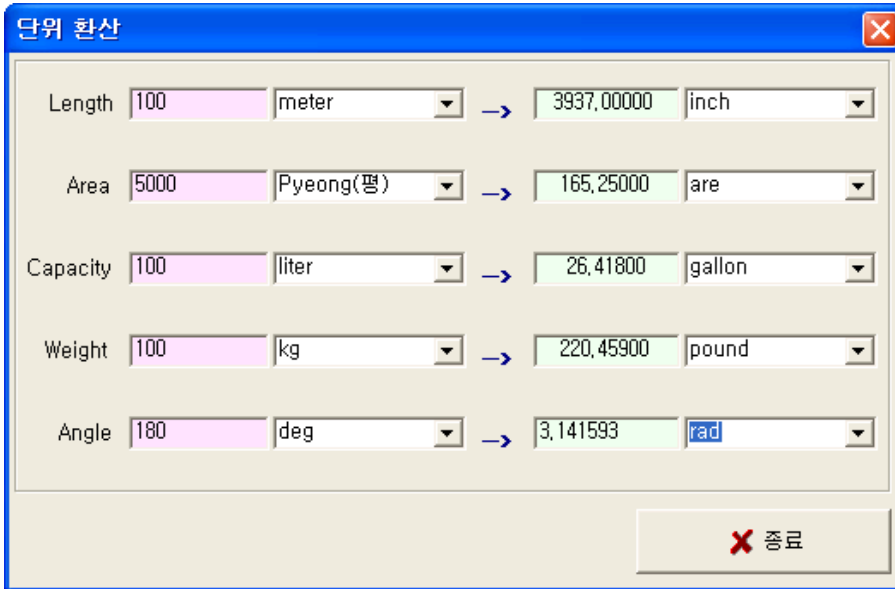 단위 환산
Length 100 meter --> 3937.00000 inch
Area 5000 Pyeong(평) --> 165.25000 are
Capacity 100 liter --> 26.41800 gallon
Weight 100 kg --> 220.45900 pound
Angle 180 deg --> 3.141593 rad
종료